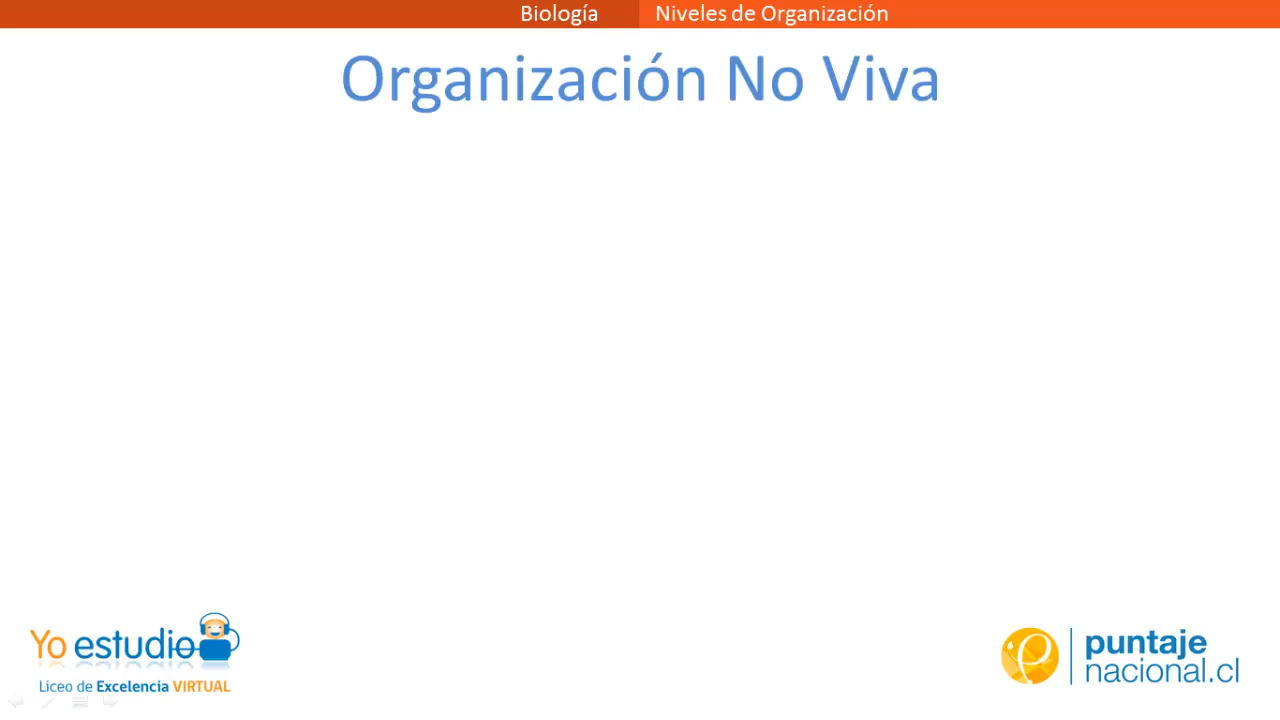 Biología
Niveles de Organización
Organización No Viva
Yo estudio
Liceo de Excelencia VIRTUAL
puntaje
nacional.cl